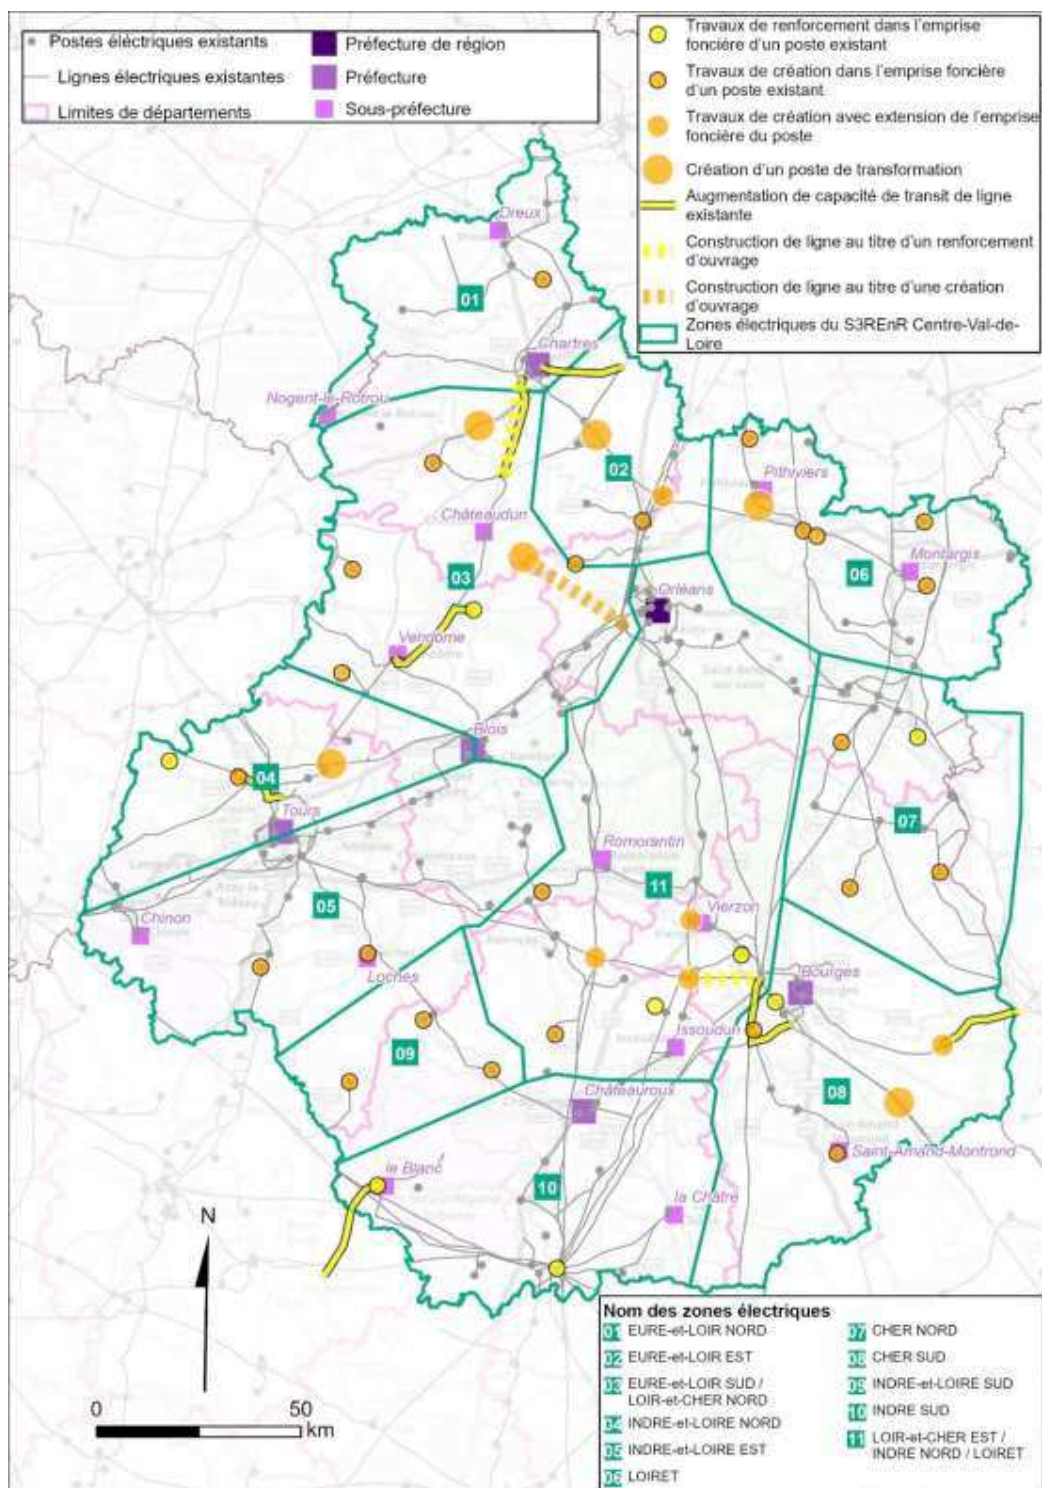 Postes éléctriques existants
Lignes électriques existantes
Limites de départements
Préfecture de région
Préfecture
Sous-préfecture
Travaux de renforcement dans l'emprise
foncière d'un poste existant
Travaux de création dans l'emprise foncière
d'un poste existant
Travaux de création avec extension de l'emprise
foncière du poste
Création d'un poste de transformation
Augmentation de capacité de transit de ligne
existante
Construction de ligne au titre d'un renforcement
d'ouvrage
Construction de ligne au titre d'une création
d'ouvrage
Zones électriques du S3REnR Centre-Val-de-
Loire
Dreux
01
Chartres
Nogent-le-Rotrou
02
Pithiviers
Châteaudun
Montargis
03
06
Orléans
Vendome
Blois
04
Tours
07
Romorantin
11
05
Vierzon
Chinon
Loches
Bourges
Issoudun
09
Châteauroux
08
Saint-Amand-Montrond
le Blanc
10
la Chatre
N
0
50
km
Nom des zones électriques
01 EURE-et-LOIR NORD
02 EURE-et-LOIR EST
03 EURE-et-LOIR SUD /
LOIR-et-CHER NORD
04 INDRE-et-LOIRE NORD
05 INDRE-et-LOIRE EST
06 LOIRET
07 CHER NORD
08 CHER SUD
09 INDRE-et-LOIRE SUD
10 INDRE SUD
11 LOIR-et-CHER EST /
INDRE NORD / LOIRET